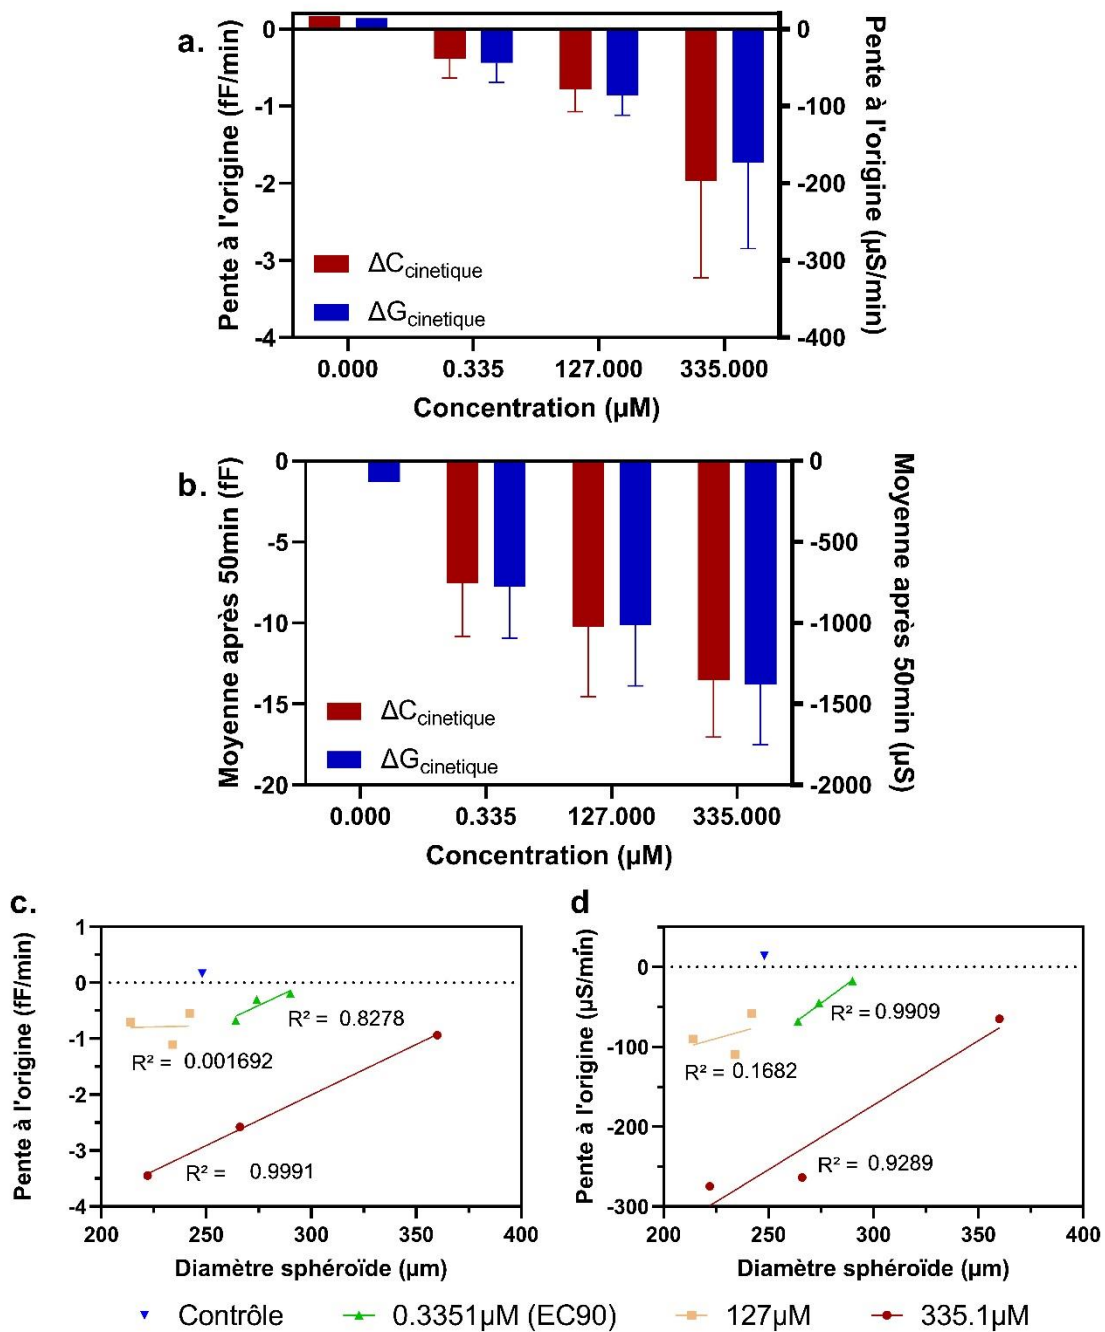 a.
Pente à l'origine (fF/min)
0
-1
-2
-3
-4
Pente à l'origine (µS/min)
0
-100
-200
-300
-400
ΔCcinetique
ΔGcinetique
0.000 0.335 127.000 335.000
Concentration (µM)
b.
Moyenne après 50min (fF)
0
-5
-10
-15
-20
Moyenne après 50min (µS)
0
-500
-1000
-1500
-2000
ΔCcinetique
ΔGcinetique
0.000 0.335 127.000 335.000
Concentration (µM)
c.
Pente à l'origine (fF/min)
1
0
-1
-2
-3
-4
R² = 0.8278
R² = 0.001692
R² = 0.9991
200 250 300 350 400
Diamètre sphéroïde (µm)
d
Pente à l'origine (µS/min)
0
-100
-200
-300
R² = 0.9909
R² = 0.1682
R² = 0.9289
200 250 300 350 400
Diamètre sphéroïde (µm)
Contrôle 0.3351µM (EC90) 127µM 335.1µM